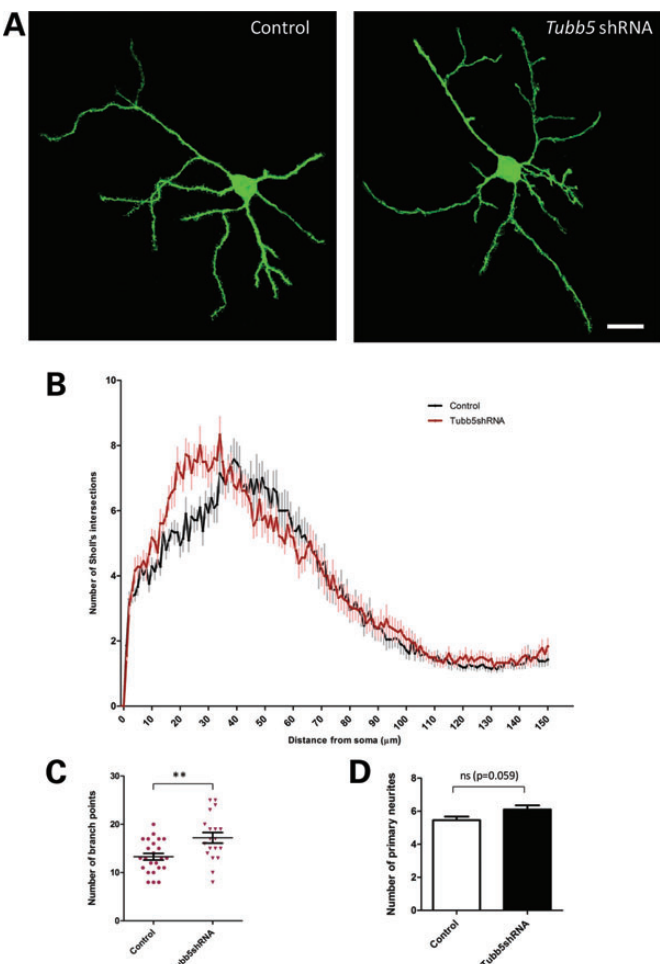 A
Control
Tubb5 shRNA
B
10
8
6
4
2
0
Number of Sholl's intersections
Control
Tubb5shRNA
0 10 20 30 40 50 60 70 80 90 100 110 120 130 140 150
Distance from soma (μm)
C
**
30
20
10
0
Number of branch points
Control
Tubb5shRNA
D
ns (p=0.059)
8
6
4
2
0
Number of primary neurites
Control
Tubb5shRNA